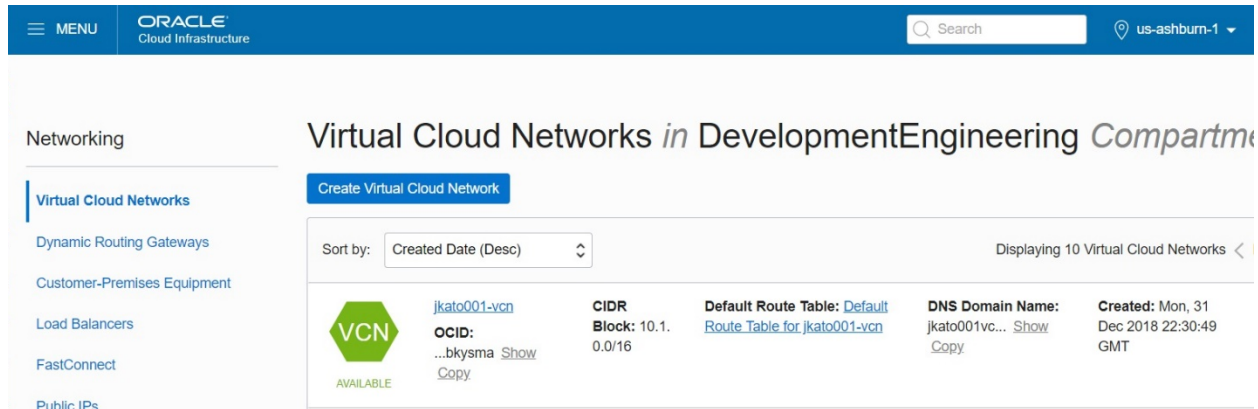 MENU
ORACLE
Cloud Infrastructure
Search
us-ashburn-1
Networking
Virtual Cloud Networks
Dynamic Routing Gateways
Customer-Premises Equipment
Load Balancers
FastConnect
Public IPs
Virtual Cloud Networks in DevelopmentEngineering
Create Virtual Cloud Network
Sort by: Created Date (Desc)
Displaying 10 Virtual Cloud Networks <
VCN
AVAILABLE
jkato001-vcn
OCID:
...bkysma Show
Copy
CIDR
Block: 10.1.
0.0/16
Default Route Table: Default
Route Table for jkato001-vcn
DNS Domain Name:
jkato001vc... Show
Copy
Created: Mon, 31
Dec 2018 22:30:49
GMT